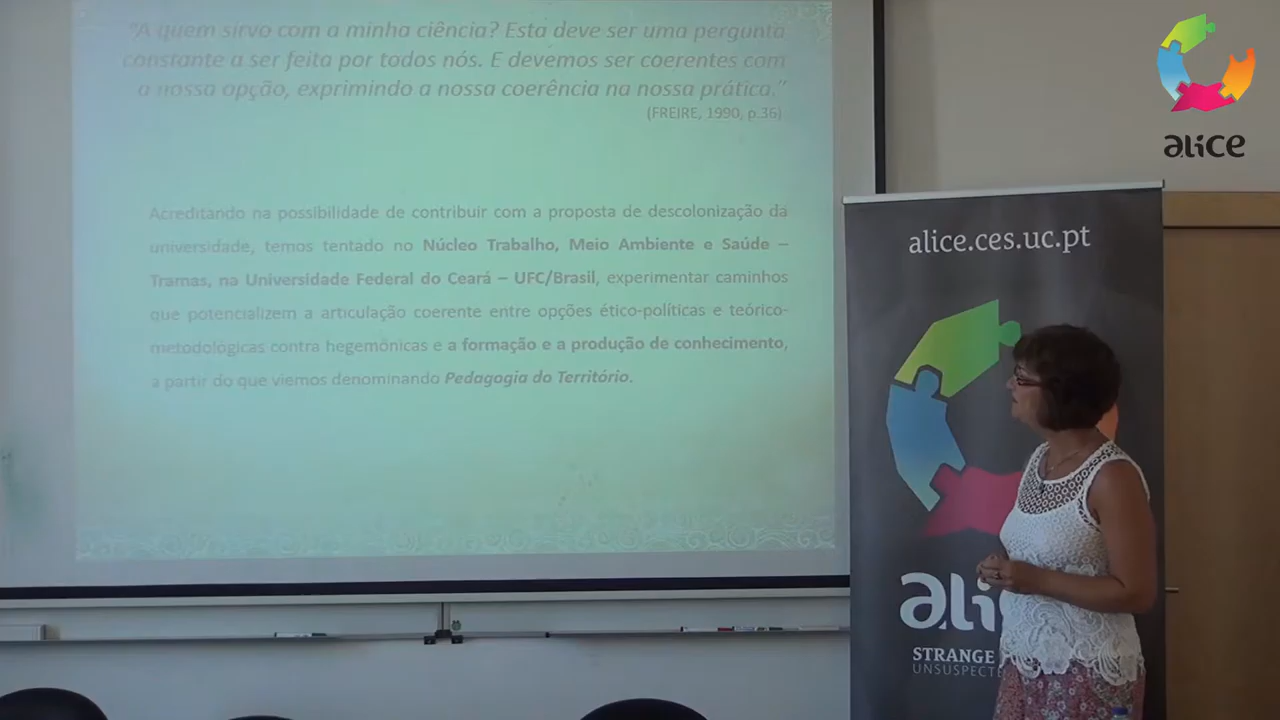 "A quem sirvo com a minha ciência? Esta deve ser uma pergunta
constante a ser feita por todos nós. E devemos ser coerentes com
a nossa opção, exprimindo a nossa coerência na nossa prática."
(FREIRE, 1990, p.36)
Acreditando na possibilidade de contribuir com a proposta de descolonização da
universidade, temos tentado no Núcleo Trabalho, Meio Ambiente e Saúde –
Tramas, na Universidade Federal do Ceará – UFC/Brasil, experimentar caminhos
que potencializem a articulação coerente entre opções ético-políticas e teórico-
metodológicas contra hegemônicas e a formação e a produção de conhecimento,
a partir do que viemos denominando Pedagogia do Território.
alice
alice.ces.uc.pt
ali
STRANGE
UNSUSPECTE